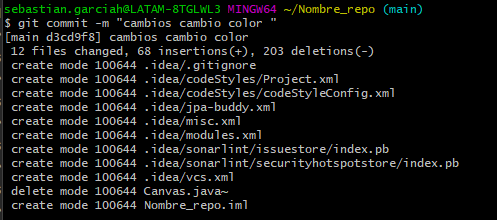 sebastian.garciah@LATAM-8TGLWL3 MINGW64 ~/Nombre_repo (main)
$ git commit -m "cambios cambio color "
[main d3cd9f8] cambios cambio color
 12 files changed, 68 insertions(+), 203 deletions(-)
 create mode 100644 .idea/.gitignore
 create mode 100644 .idea/codeStyles/Project.xml
 create mode 100644 .idea/codeStyles/codeStyleConfig.xml
 create mode 100644 .idea/jpa-buddy.xml
 create mode 100644 .idea/misc.xml
 create mode 100644 .idea/modules.xml
 create mode 100644 .idea/sonarlint/issuestore/index.pb
 create mode 100644 .idea/sonarlint/securityhotspotstore/index.pb
 create mode 100644 .idea/vcs.xml
 delete mode 100644 Canvas.java~
 create mode 100644 Nombre_repo.iml